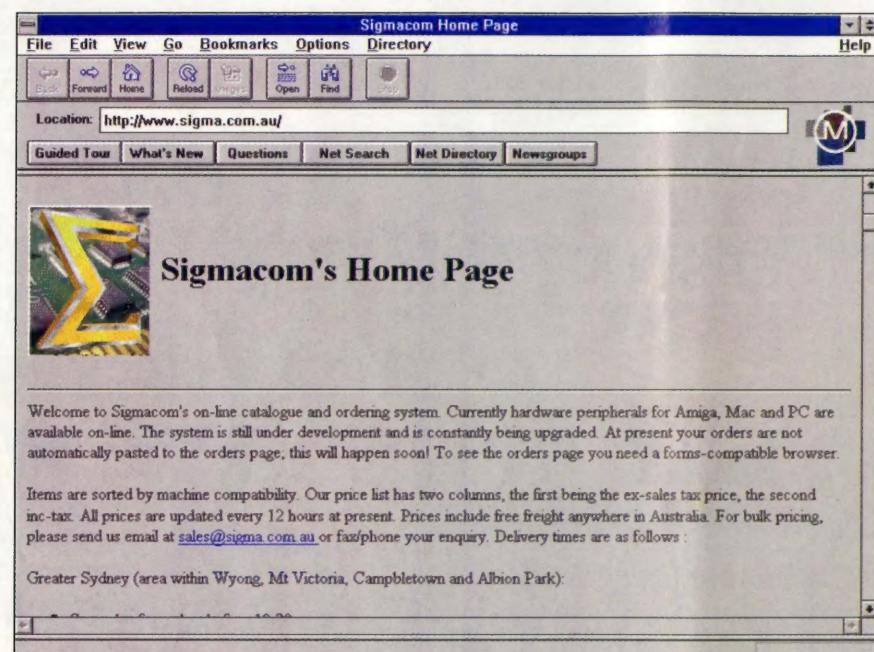 Sigmacom Home Page
File Edit View Go Bookmarks Options Directory Help
Back Forward Home Reload Images Open Find Stop
Location: http://www.sigma.com.au/
M
Guided Tour What's New Questions Net Search Net Directory Newsgroups
Sigmacom's Home Page
Welcome to Sigmacom's on-line catalogue and ordering system. Currently hardware peripherals for Amiga, Mac and PC are
available on-line. The system is still under development and is constantly being upgraded. At present your orders are not
automatically pasted to the orders page, this will happen soon! To see the orders page you need a forms-compatible browser.
Items are sorted by machine compatibility. Our price list has two columns, the first being the ex-sales tax price, the second
inc-tax. All prices are updated every 12 hours at present. Prices include free freight anywhere in Australia. For bulk pricing,
please send us email at sales@sigma.com.au or fax/phone your enquiry. Delivery times are as follows :
Greater Sydney (area within Wyong, Mt Victoria, Campbletown and Albion Park):